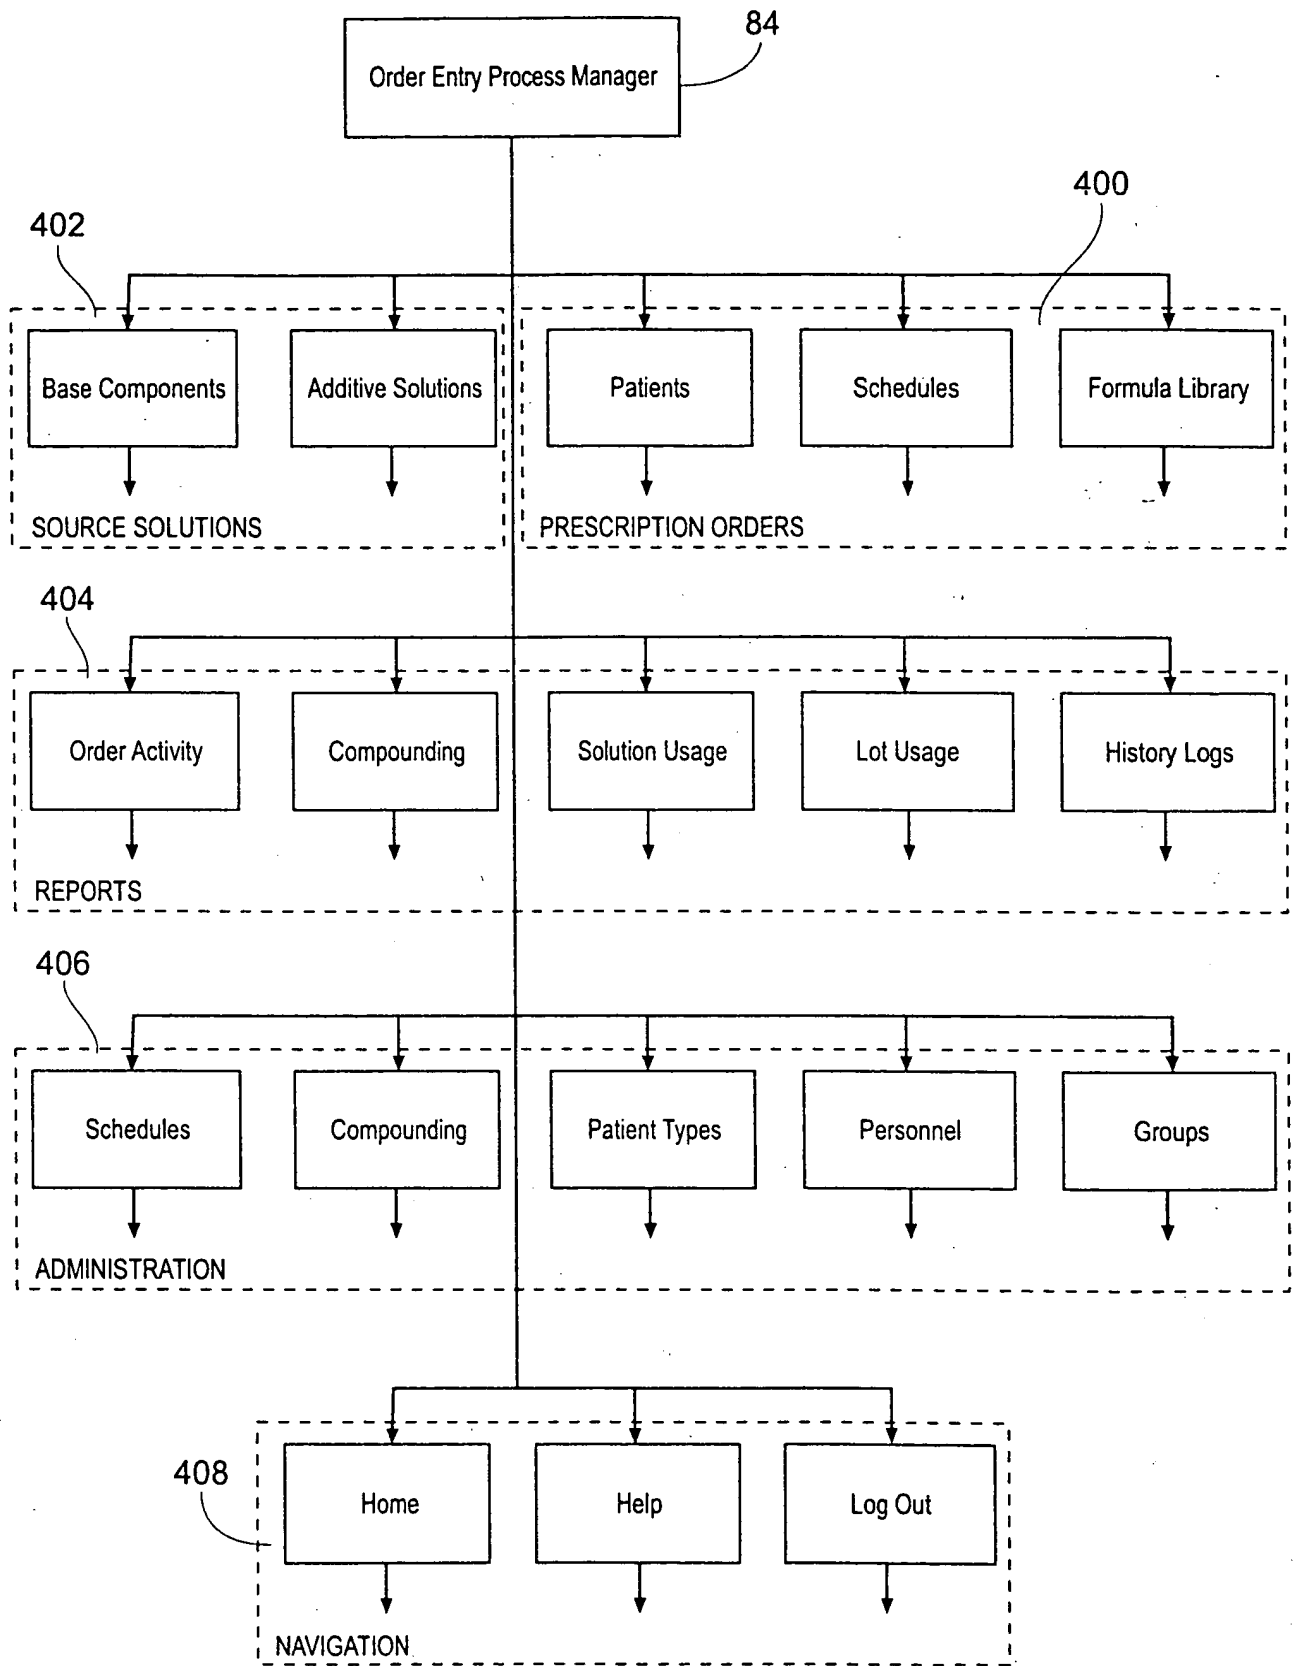 84
Order Entry Process Manager
400
402
Base Components
Additive Solutions
Patients
Schedules
Formula Library
SOURCE SOLUTIONS
PRESCRIPTION ORDERS
404
Order Activity
Compounding
Solution Usage
Lot Usage
History Logs
REPORTS
406
Schedules
Compounding
Patient Types
Personnel
Groups
ADMINISTRATION
408
Home
Help
Log Out
NAVIGATION